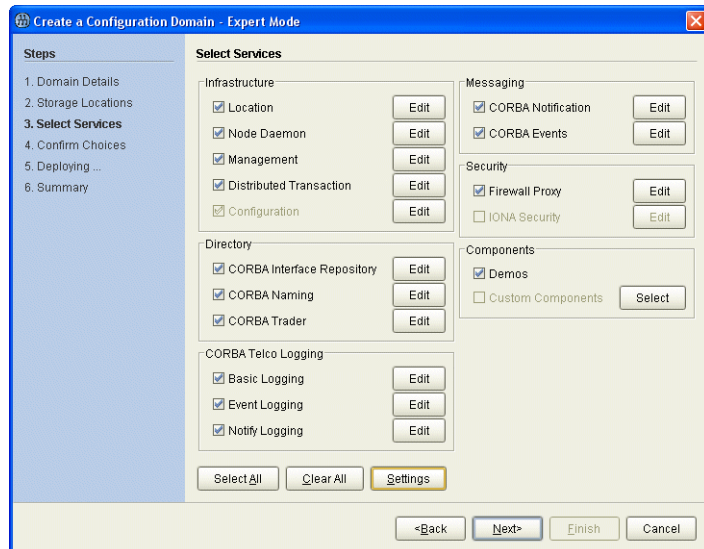 Create a Configuration Domain - Expert Mode
Steps
1. Domain Details
2. Storage Locations
3. Select Services
4. Confirm Choices
5. Deploying ...
6. Summary
Select Services
Infrastructure
Location Edit
Node Daemon Edit
Management Edit
Distributed Transaction Edit
Configuration Edit
Directory
CORBA Interface Repository Edit
CORBA Naming Edit
CORBA Trader Edit
CORBA Telco Logging
Basic Logging Edit
Event Logging Edit
Notify Logging Edit
Messaging
CORBA Notification Edit
CORBA Events Edit
Security
Firewall Proxy Edit
IONA Security Edit
Components
Demos
Custom Components Select
Select All Clear All Settings
<Back Next> Finish Cancel